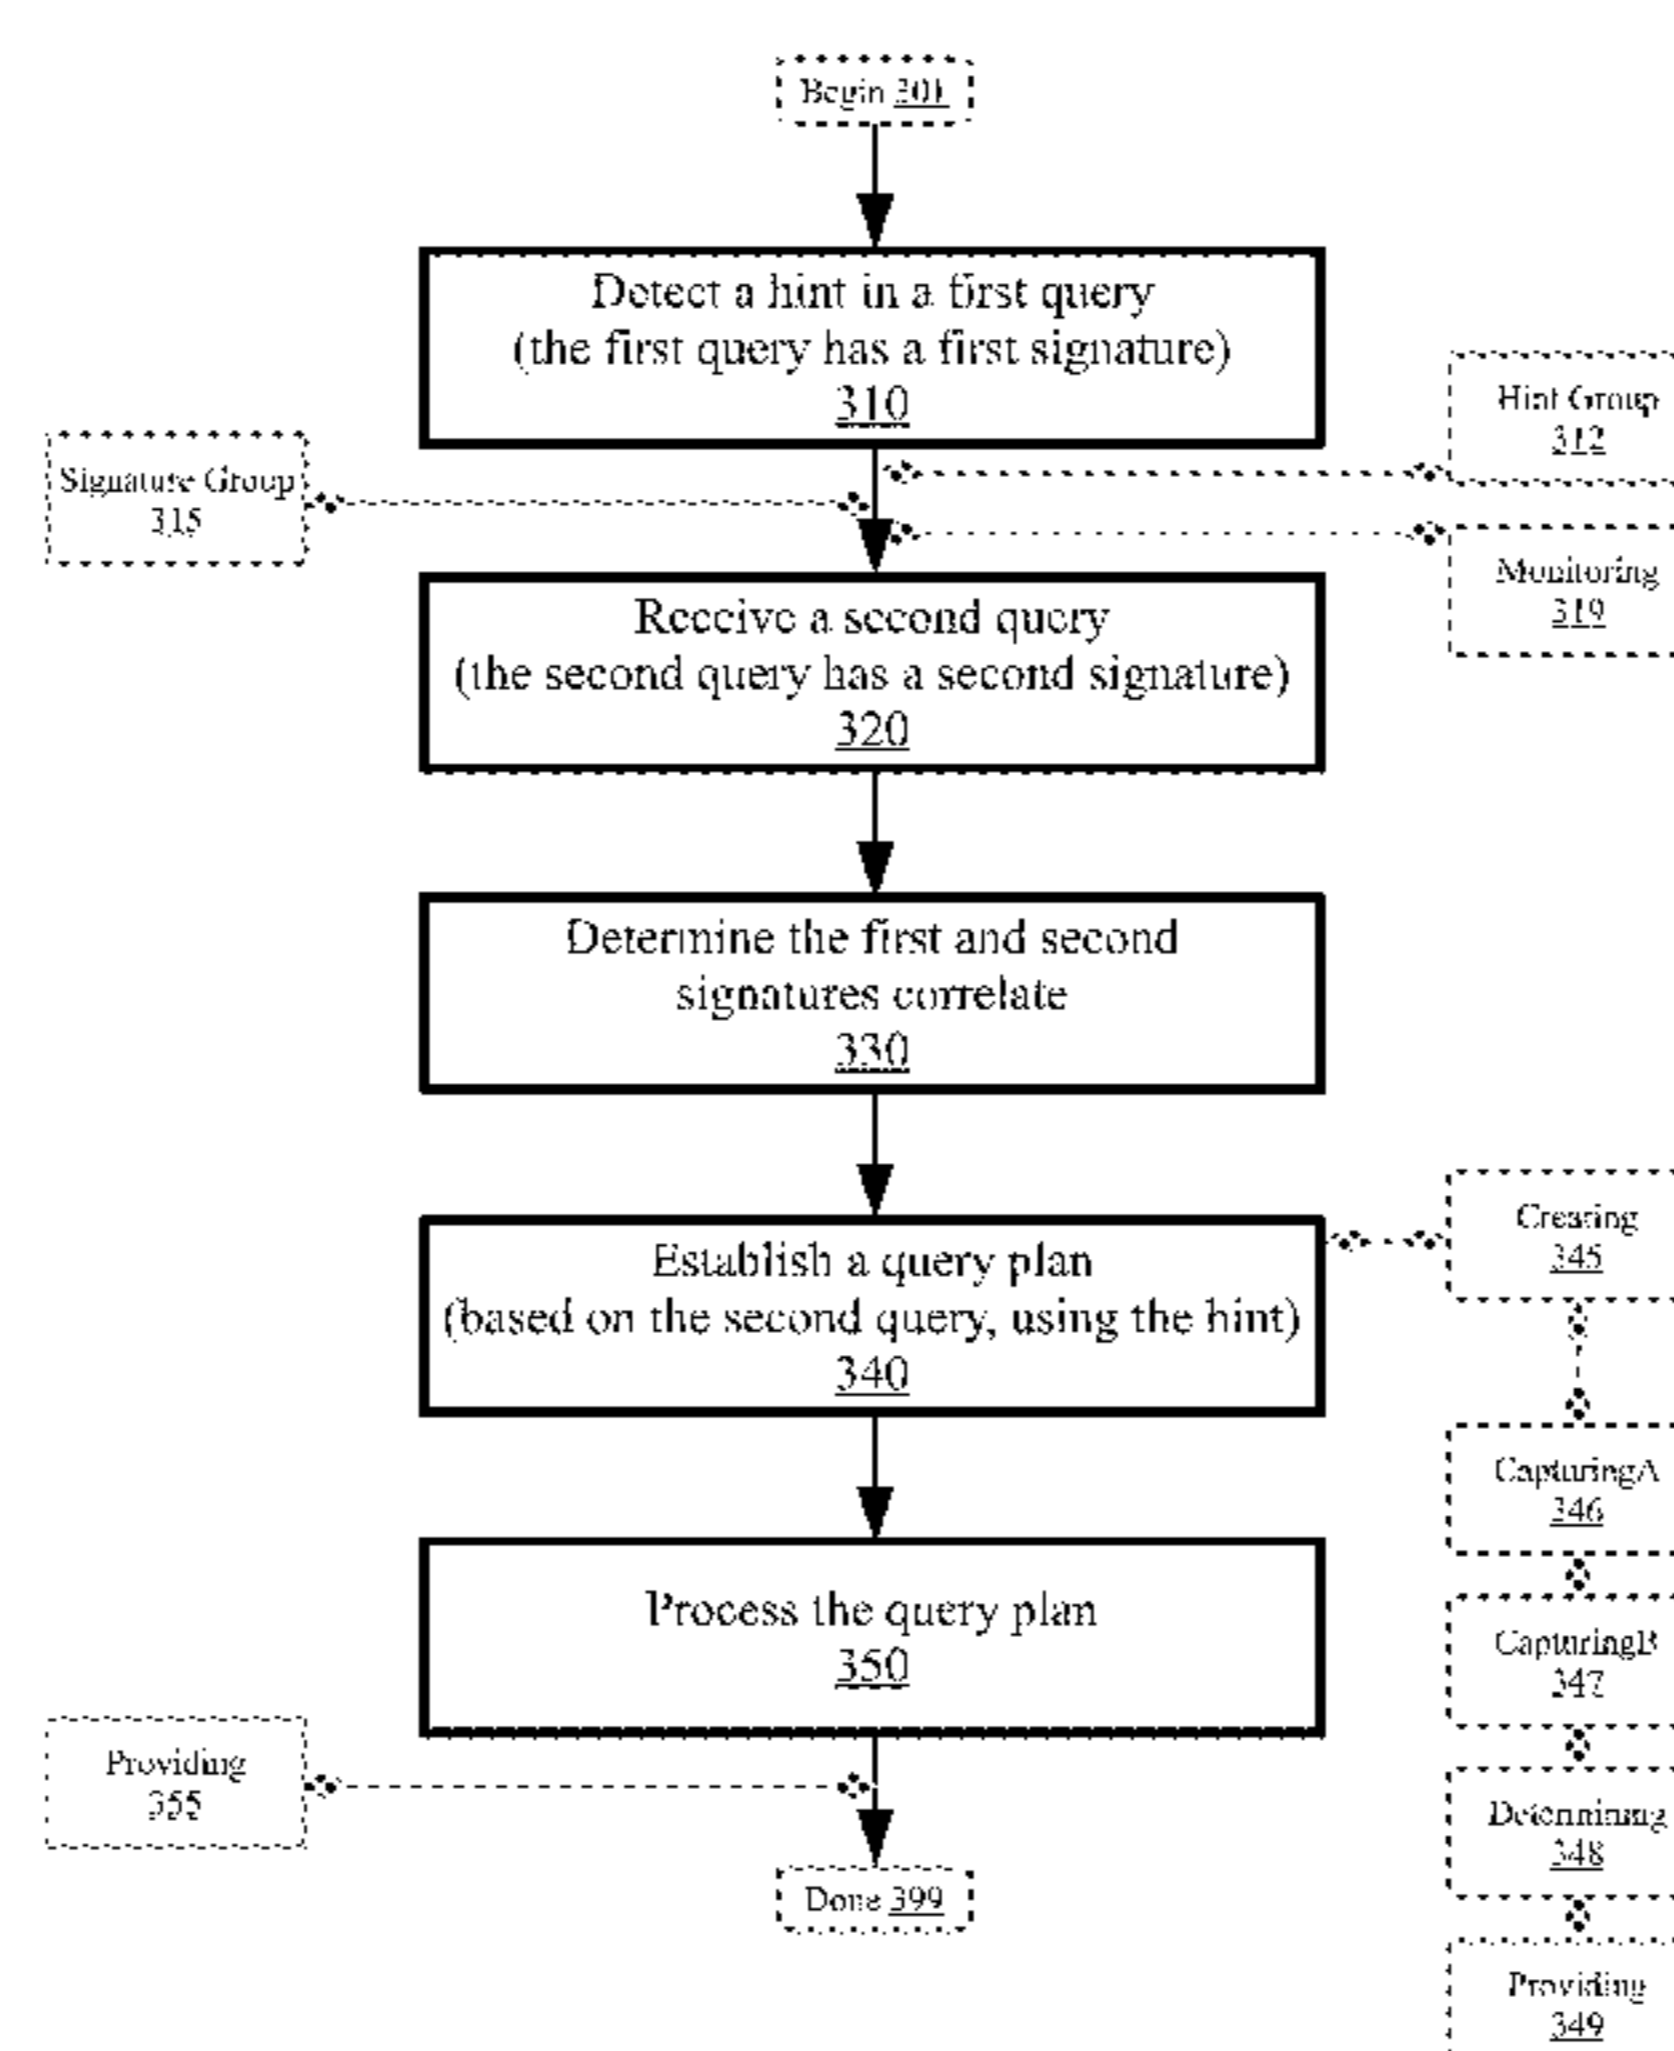 Begin 301
Detect a hint in a first query
(the first query has a first signature)
310
Hint Group
312
Signature Group
315
Monitoring
319
Receive a second query
(the second query has a second signature)
320
Determine the first and second
signatures correlate
330
Establish a query plan
(based on the second query, using the hint)
340
Creating
345
CapturingA
346
Process the query plan
350
CapturingB
347
Providing
355
Determining
348
Done 399
Providing
349